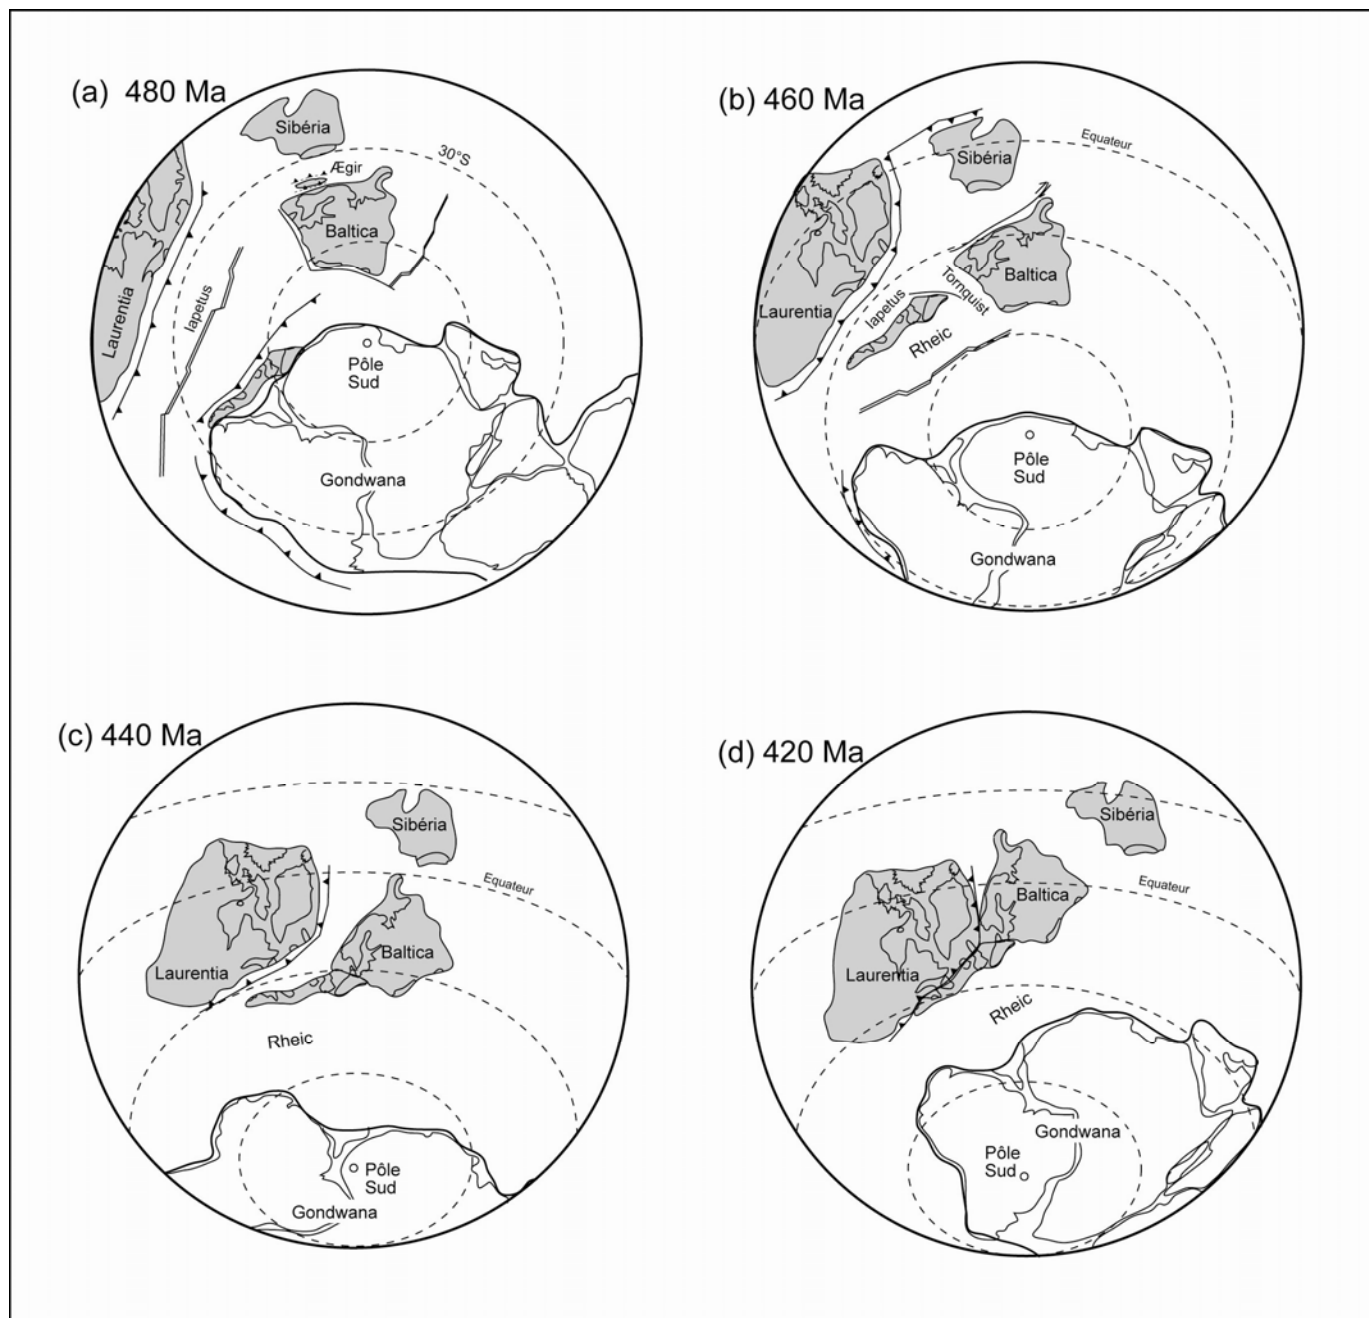 (a) 480 Ma
Sibéria
30°S
Ægir
Baltica
Laurentia
Iapetus
Pôle
Sud
Gondwana
(b) 460 Ma
Equateur
Sibéria
Baltica
Laurentia
Iapetus
Tornquist
Rheic
Pôle
Sud
Gondwana
(c) 440 Ma
Sibéria
Equateur
Laurentia
Baltica
Rheic
Pôle
Sud
Gondwana
(d) 420 Ma
Sibéria
Equateur
Baltica
Laurentia
Rheic
Gondwana
Pôle
Sud